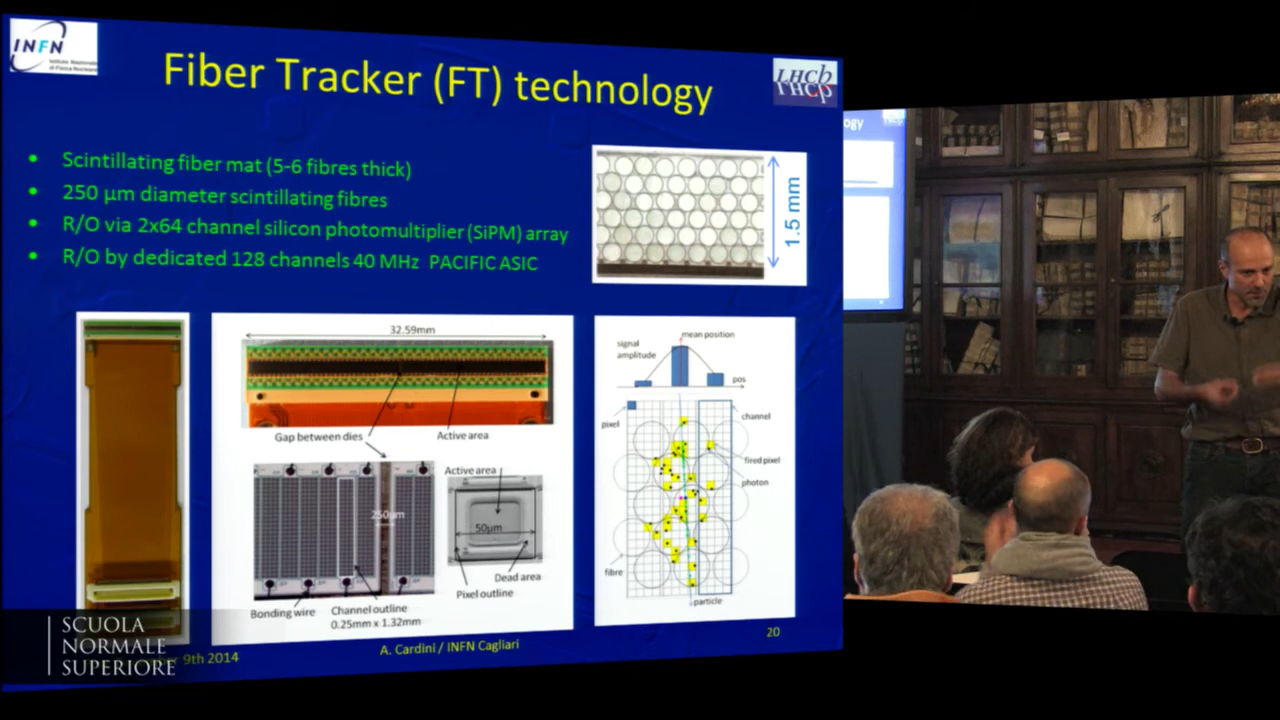 INFN
Fiber Tracker (FT) technology
LHCb
• Scintillating fiber mat (5-6 fibres thick)
• 250 µm diameter scintillating fibres
• R/O via 2x64 channel silicon photomultiplier (SiPM) array
• R/O by dedicated 128 channels 40 MHz PACIFIC ASIC
1.5 mm
32.59mm
Gap between dies
Active area
Active area
250µm
50µm
Dead area
Pixel outline
Bonding wire
Channel outline
0.25mm x 1.32mm
mean position
signal
amplitude
pos
pixel
channel
fired pixel
photon
fibre
particle
9th 2014
A. Cardini / INFN Cagliari
20
SCUOLA
NORMALE
SUPERIORE
ogy